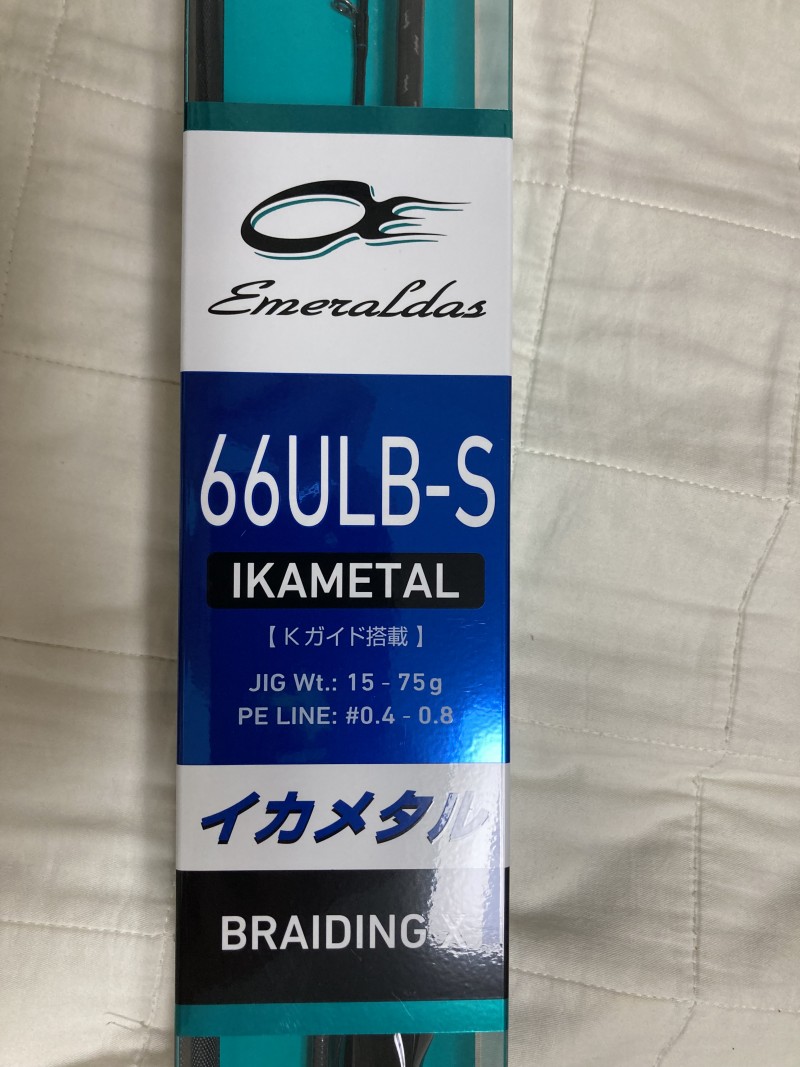 Emeraldas
66ULB-S
IKAMETAL
【Kガイド搭載】
JIG Wt.: 15 - 75g
PE LINE: #0.4 - 0.8
イカメタル
BRAIDING X